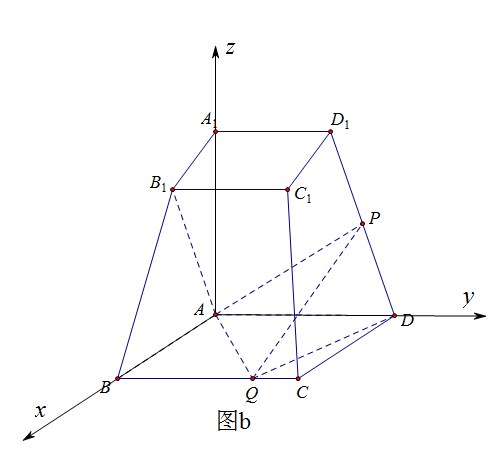 z
A₁ D₁
B₁ C₁
P
A D y
B Q C
x
图b